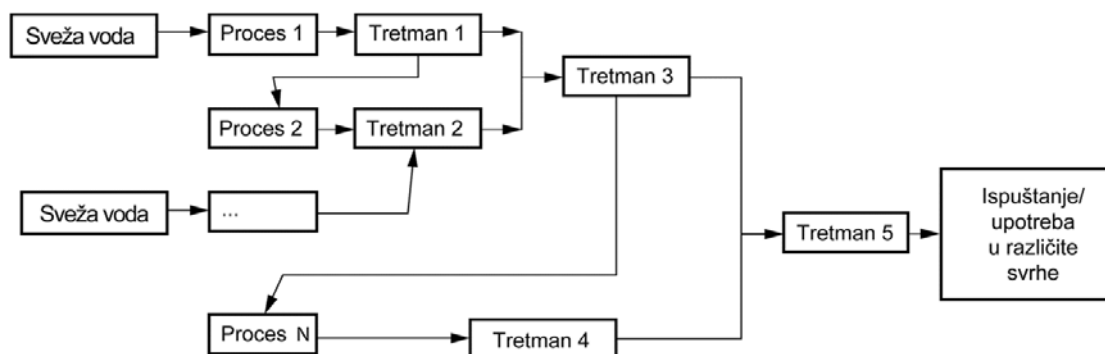 Sveža voda
Proces 1
Tretman 1
Tretman 3
Proces 2
Tretman 2
Sveža voda
...
Ispuštanje/
upotreba
u različite
svrhe
Tretman 5
Proces N
Tretman 4